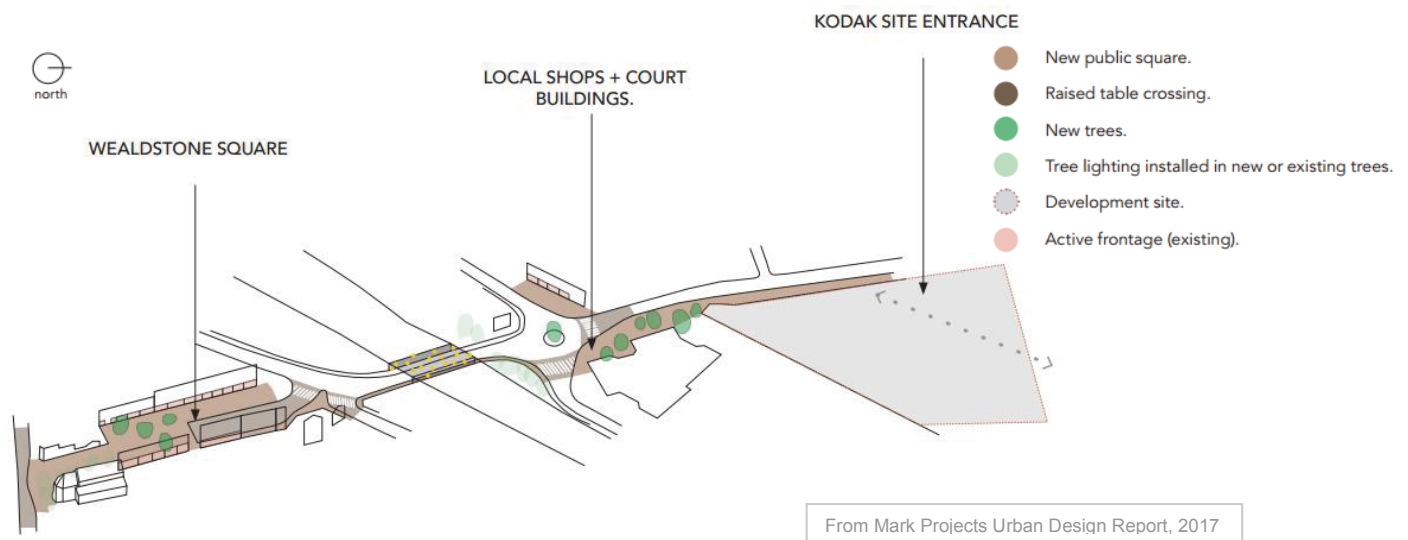 KODAK SITE ENTRANCE
north
LOCAL SHOPS + COURT
BUILDINGS.
WEALDSTONE SQUARE
New public square.
Raised table crossing.
New trees.
Tree lighting installed in new or existing trees.
Development site.
Active frontage (existing).
From Mark Projects Urban Design Report, 2017